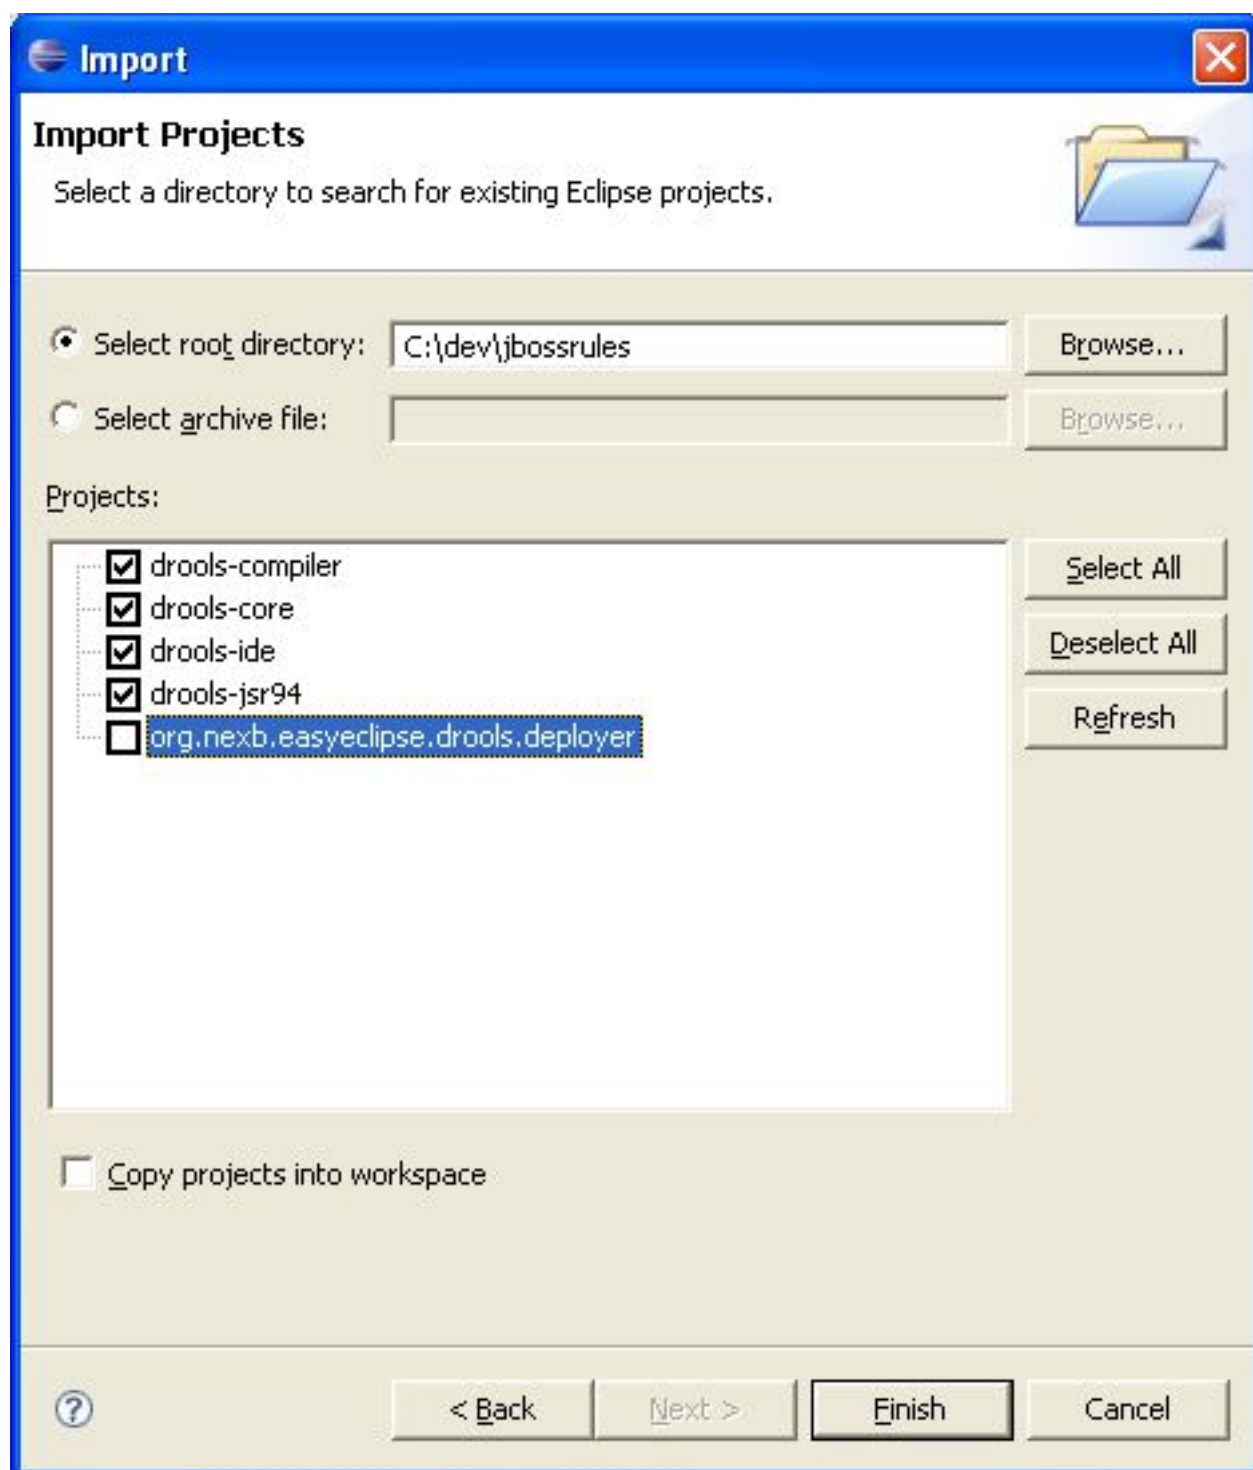 Import
Import Projects
Select a directory to search for existing Eclipse projects.
Select root directory: C:\dev\jbossrules Browse...
Select archive file: Browse...
Projects:
drools-compiler
drools-core
drools-ide
drools-jsr94
org.nexb.easyeclipse.drools.deployer
Select All
Deselect All
Refresh
Copy projects into workspace
? < Back Next > Finish Cancel